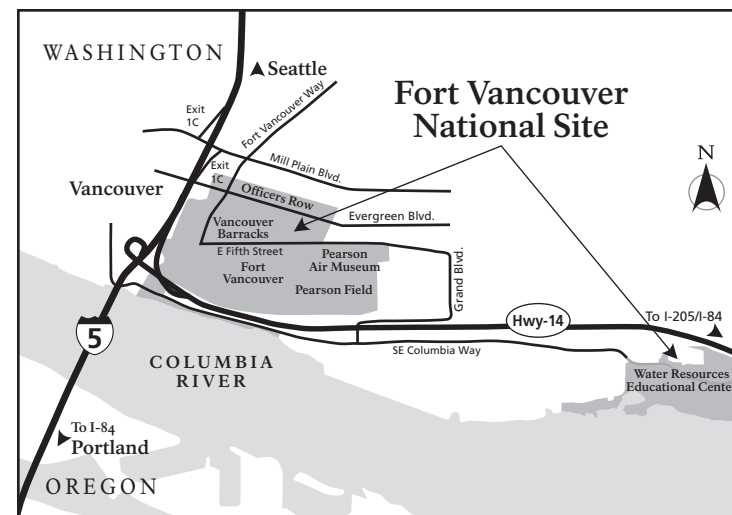 WASHINGTON
Seattle
Fort Vancouver
National Site
Exit
1C
Fort Vancouver Way
Mill Plain Blvd.
N
Exit
1C
Vancouver
Officers Row
Evergreen Blvd.
Vancouver
Barracks
E Fifth Street
Pearson
Air Museum
Fort
Vancouver
Pearson Field
Grand Blvd.
Hwy-14
To I-205/I-84
5
SE Columbia Way
COLUMBIA
RIVER
Water Resources
Educational Cente
To I-84
Portland
OREGON